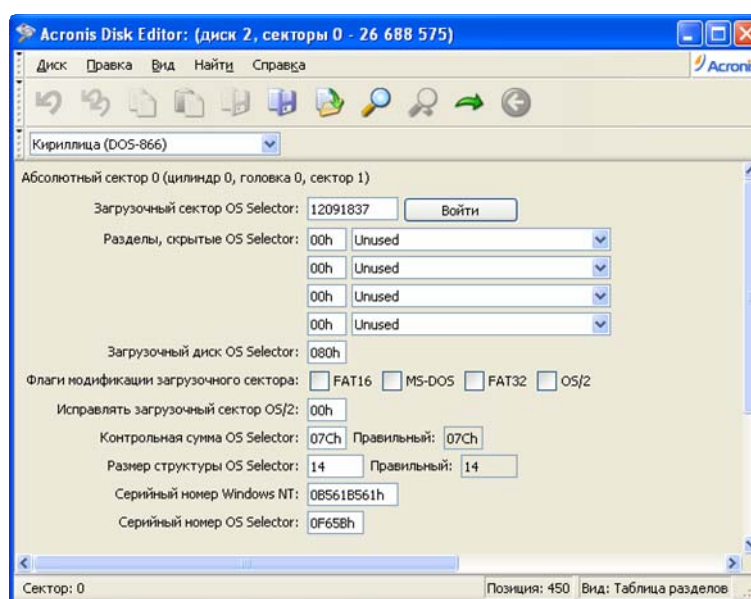 Acronis Disk Editor: (диск 2, секторы 0 - 26 688 575)
Диск Правка Вид Найти Справка Acroni
Кириллица (DOS-866)
Абсолютный сектор 0 (цилиндр 0, головка 0, сектор 1)
Загрузочный сектор OS Selector: 12091837 Войти
Разделы, скрытые OS Selector: 00h Unused
00h Unused
00h Unused
00h Unused
Загрузочный диск OS Selector: 080h
Флаги модификации загрузочного сектора: FAT16 MS-DOS FAT32 OS/2
Исправлять загрузочный сектор OS/2: 00h
Контрольная сумма OS Selector: 07Ch Правильный: 07Ch
Размер структуры OS Selector: 14 Правильный: 14
Серийный номер Windows NT: 0B561B561h
Серийный номер OS Selector: 0F65Bh
Сектор: 0 Позиция: 450 Вид: Таблица разделов